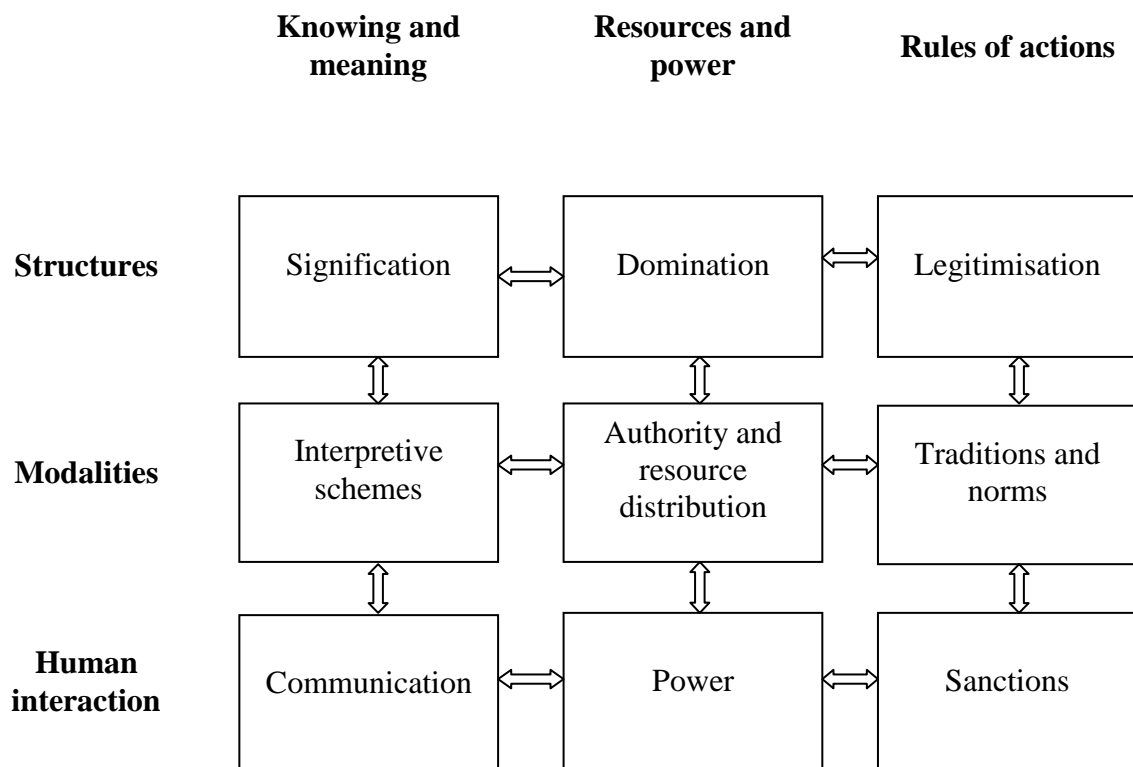 Knowing and
meaning
Resources and
power
Rules of actions
Structures
Signification
Domination
Legitimisation
Modalities
Interpretive
schemes
Authority and
resource
distribution
Traditions and
norms
Human
interaction
Communication
Power
Sanctions